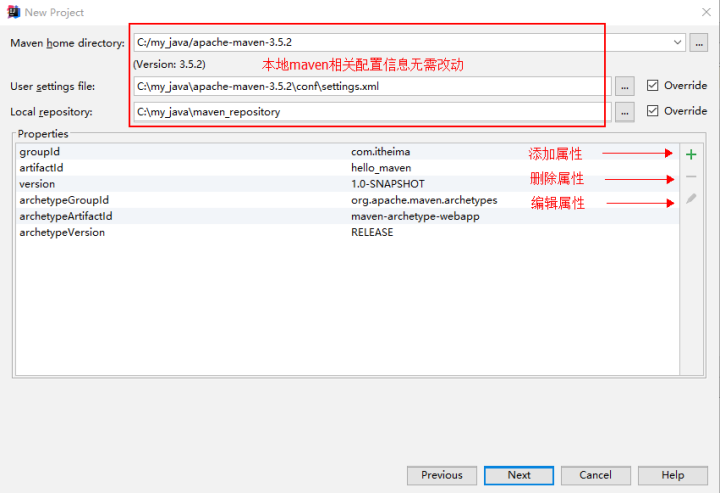 New Project
Maven home directory: C:/my_java/apache-maven-3.5.2 ...
(Version: 3.5.2) 本地maven相关配置信息无需改动
User settings file: C:\my_java\apache-maven-3.5.2\conf\settings.xml ... Override
Local repository: C:\my_java\maven_repository ... Override
Properties
groupId com.itheima 添加属性
artifactId hello_maven
version 1.0-SNAPSHOT 删除属性
archetypeGroupId org.apache.maven.archetypes 编辑属性
archetypeArtifactId maven-archetype-webapp
archetypeVersion RELEASE
Previous Next Cancel Help